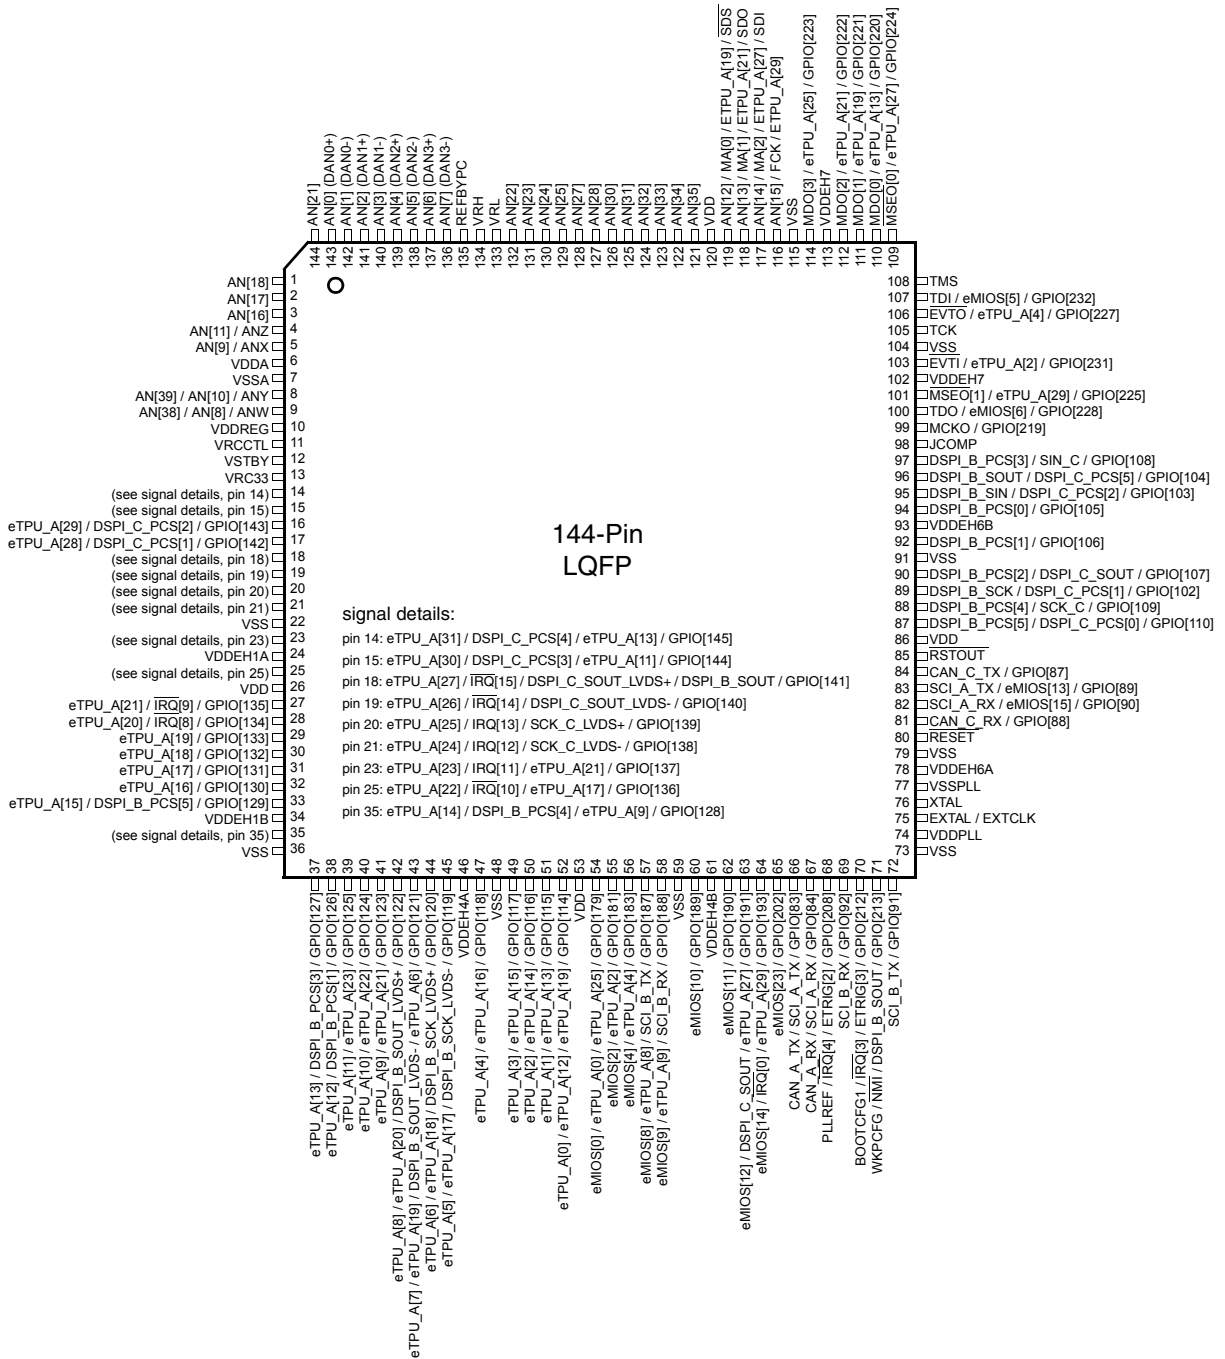 AN[21]
AN[0] (DAN0+)
AN[1] (DAN0-)
AN[2] (DAN1+)
AN[3] (DAN1-)
AN[4] (DAN2+)
AN[5] (DAN2-)
AN[6] (DAN3+)
AN[7] (DAN3-)
REFBYPC
VRH
VRL
AN[22]
AN[23]
AN[24]
AN[25]
AN[27]
AN[28]
AN[30]
AN[31]
AN[32]
AN[33]
AN[34]
AN[35]
VDD
AN[12] / MA[0] / ETPU_A[19] / SDS
AN[13] / MA[1] / ETPU_A[21] / SDO
AN[14] / MA[2] / ETPU_A[27] / SDI
AN[15] / FCK / ETPU_A[29]
VSS
MDO[3] / eTPU_A[25] / GPIO[223]
VDDEH7
MDO[2] / eTPU_A[21] / GPIO[222]
MDO[1] / eTPU_A[19] / GPIO[221]
MDO[0] / eTPU_A[13] / GPIO[220]
MSEO[0] / eTPU_A[27] / GPIO[224]
144
143
142
141
140
139
138
137
136
135
134
133
132
131
130
129
128
127
126
125
124
123
122
121
120
119
118
117
116
115
114
113
112
111
110
109
AN[18] 1
AN[17] 2
AN[16] 3
AN[11] / ANZ 4
AN[9] / ANX 5
VDDA 6
VSSA 7
AN[39] / AN[10] / ANY 8
AN[38] / AN[8] / ANW 9
VDDREG 10
VRCCTL 11
VSTBY 12
VRC33 13
(see signal details, pin 14) 14
(see signal details, pin 15) 15
eTPU_A[29] / DSPI_C_PCS[2] / GPIO[143] 16
eTPU_A[28] / DSPI_C_PCS[1] / GPIO[142] 17
(see signal details, pin 18) 18
(see signal details, pin 19) 19
(see signal details, pin 20) 20
(see signal details, pin 21) 21
VSS 22
(see signal details, pin 23) 23
VDDEH1A 24
(see signal details, pin 25) 25
VDD 26
eTPU_A[21] / IRQ[9] / GPIO[135] 27
eTPU_A[20] / IRQ[8] / GPIO[134] 28
eTPU_A[19] / GPIO[133] 29
eTPU_A[18] / GPIO[132] 30
eTPU_A[17] / GPIO[131] 31
eTPU_A[16] / GPIO[130] 32
eTPU_A[15] / DSPI_B_PCS[5] / GPIO[129] 33
VDDEH1B 34
(see signal details, pin 35) 35
VSS 36
144-Pin
LQFP
signal details:
pin 14: eTPU_A[31] / DSPI_C_PCS[4] / eTPU_A[13] / GPIO[145]
pin 15: eTPU_A[30] / DSPI_C_PCS[3] / eTPU_A[11] / GPIO[144]
pin 18: eTPU_A[27] / IRQ[15] / DSPI_C_SOUT_LVDS+ / DSPI_B_SOUT / GPIO[141]
pin 19: eTPU_A[26] / IRQ[14] / DSPI_C_SOUT_LVDS- / GPIO[140]
pin 20: eTPU_A[25] / IRQ[13] / SCK_C_LVDS+ / GPIO[139]
pin 21: eTPU_A[24] / IRQ[12] / SCK_C_LVDS- / GPIO[138]
pin 23: eTPU_A[23] / IRQ[11] / eTPU_A[21] / GPIO[137]
pin 25: eTPU_A[22] / IRQ[10] / eTPU_A[17] / GPIO[136]
pin 35: eTPU_A[14] / DSPI_B_PCS[4] / eTPU_A[9] / GPIO[128]
108 TMS
107 TDI / eMIOS[5] / GPIO[232]
106 EVTO / eTPU_A[4] / GPIO[227]
105 TCK
104 VSS
103 EVTI / eTPU_A[2] / GPIO[231]
102 VDDEH7
101 MSEO[1] / eTPU_A[29] / GPIO[225]
100 TDO / eMIOS[6] / GPIO[228]
99 MCKO / GPIO[219]
98 JCOMP
97 DSPI_B_PCS[3] / SIN_C / GPIO[108]
96 DSPI_B_SOUT / DSPI_C_PCS[5] / GPIO[104]
95 DSPI_B_SIN / DSPI_C_PCS[2] / GPIO[103]
94 DSPI_B_PCS[0] / GPIO[105]
93 VDDEH6B
92 DSPI_B_PCS[1] / GPIO[106]
91 VSS
90 DSPI_B_PCS[2] / DSPI_C_SOUT / GPIO[107]
89 DSPI_B_SCK / DSPI_C_PCS[1] / GPIO[102]
88 DSPI_B_PCS[4] / SCK_C / GPIO[109]
87 DSPI_B_PCS[5] / DSPI_C_PCS[0] / GPIO[110]
86 VDD
85 RSTOUT
84 CAN_C_TX / GPIO[87]
83 SCI_A_TX / eMIOS[13] / GPIO[89]
82 SCI_A_RX / eMIOS[15] / GPIO[90]
81 CAN_C_RX / GPIO[88]
80 RESET
79 VSS
78 VDDEH6A
77 VSSPLL
76 XTAL
75 EXTAL / EXTCLK
74 VDDPLL
73 VSS
37
38
39
40
41
42
43
44
45
46
47
48
49
50
51
52
53
54
55
56
57
58
59
60
61
62
63
64
65
66
67
68
69
70
71
72
eTPU_A[13] / DSPI_B_PCS[3] / GPIO[127]
eTPU_A[12] / DSPI_B_PCS[1] / GPIO[126]
eTPU_A[11] / eTPU_A[23] / GPIO[125]
eTPU_A[10] / eTPU_A[22] / GPIO[124]
eTPU_A[9] / eTPU_A[21] / GPIO[123]
eTPU_A[8] / eTPU_A[20] / DSPI_B_SOUT_LVDS+ / GPIO[122]
eTPU_A[7] / eTPU_A[19] / DSPI_B_SOUT_LVDS- / eTPU_A[6] / GPIO[121]
eTPU_A[6] / eTPU_A[18] / DSPI_B_SCK_LVDS+ / GPIO[120]
eTPU_A[5] / eTPU_A[17] / DSPI_B_SCK_LVDS- / GPIO[119]
VDDEH4A
eTPU_A[4] / eTPU_A[16] / GPIO[118]
VSS
eTPU_A[3] / eTPU_A[15] / GPIO[117]
eTPU_A[2] / eTPU_A[14] / GPIO[116]
eTPU_A[1] / eTPU_A[13] / GPIO[115]
eTPU_A[0] / eTPU_A[12] / eTPU_A[19] / GPIO[114]
VDD
eMIOS[0] / eTPU_A[0] / eTPU_A[25] / GPIO[179]
eMIOS[2] / eTPU_A[2] / GPIO[181]
eMIOS[4] / eTPU_A[4] / GPIO[183]
eMIOS[8] / eTPU_A[8] / SCI_B_TX / GPIO[187]
eMIOS[9] / eTPU_A[9] / SCI_B_RX / GPIO[188]
VSS
eMIOS[10] / GPIO[189]
VDDEH4B
eMIOS[11] / GPIO[190]
eMIOS[12] / DSPI_C_SOUT / eTPU_A[27] / GPIO[191]
eMIOS[14] / IRQ[0] / eTPU_A[29] / GPIO[193]
eMIOS[23] / GPIO[202]
CAN_A_TX / SCI_A_TX / GPIO[83]
CAN_A_RX / SCI_A_RX / GPIO[84]
PLLREF / IRQ[4] / ETRIG[2] / GPIO[208]
SCI_B_RX / GPIO[92]
BOOTCFG1 / IRQ[3] / ETRIG[3] / GPIO[212]
WKPCFG / NMI / DSPI_B_SOUT / GPIO[213]
SCI_B_TX / GPIO[91]